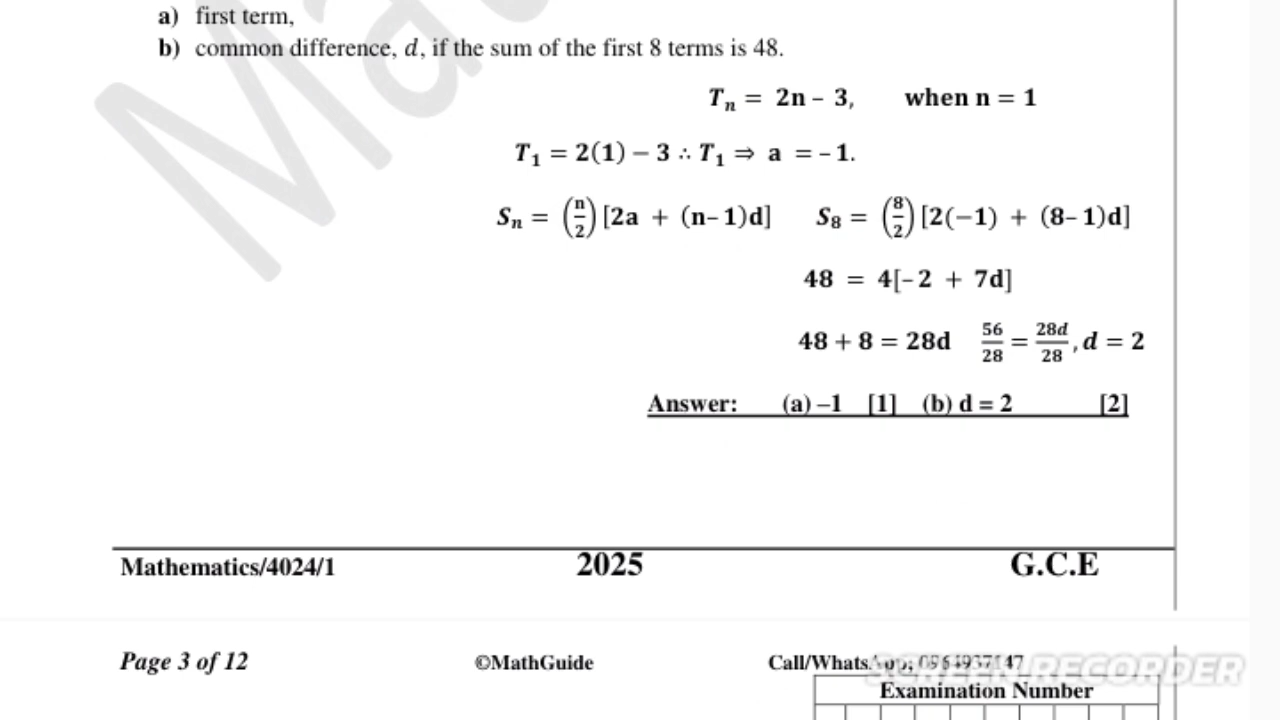 a) first term,
b) common difference, d, if the sum of the first 8 terms is 48.
Tₙ = 2n – 3, when n = 1
T₁ = 2(1) – 3 ∴ T₁ ⇒ a = – 1.
Sₙ = (n/2) [2a + (n– 1)d] S₈ = (8/2) [2(–1) + (8– 1)d]
48 = 4[– 2 + 7d]
48 + 8 = 28d 56/28 = 28d/28 , d = 2
Answer: (a) –1 [1] (b) d = 2 [2]
Mathematics/4024/1 2025 G.C.E
Page 3 of 12 ©MathGuide Call/WhatsApp;
SCREEN RECORDER
Examination Number